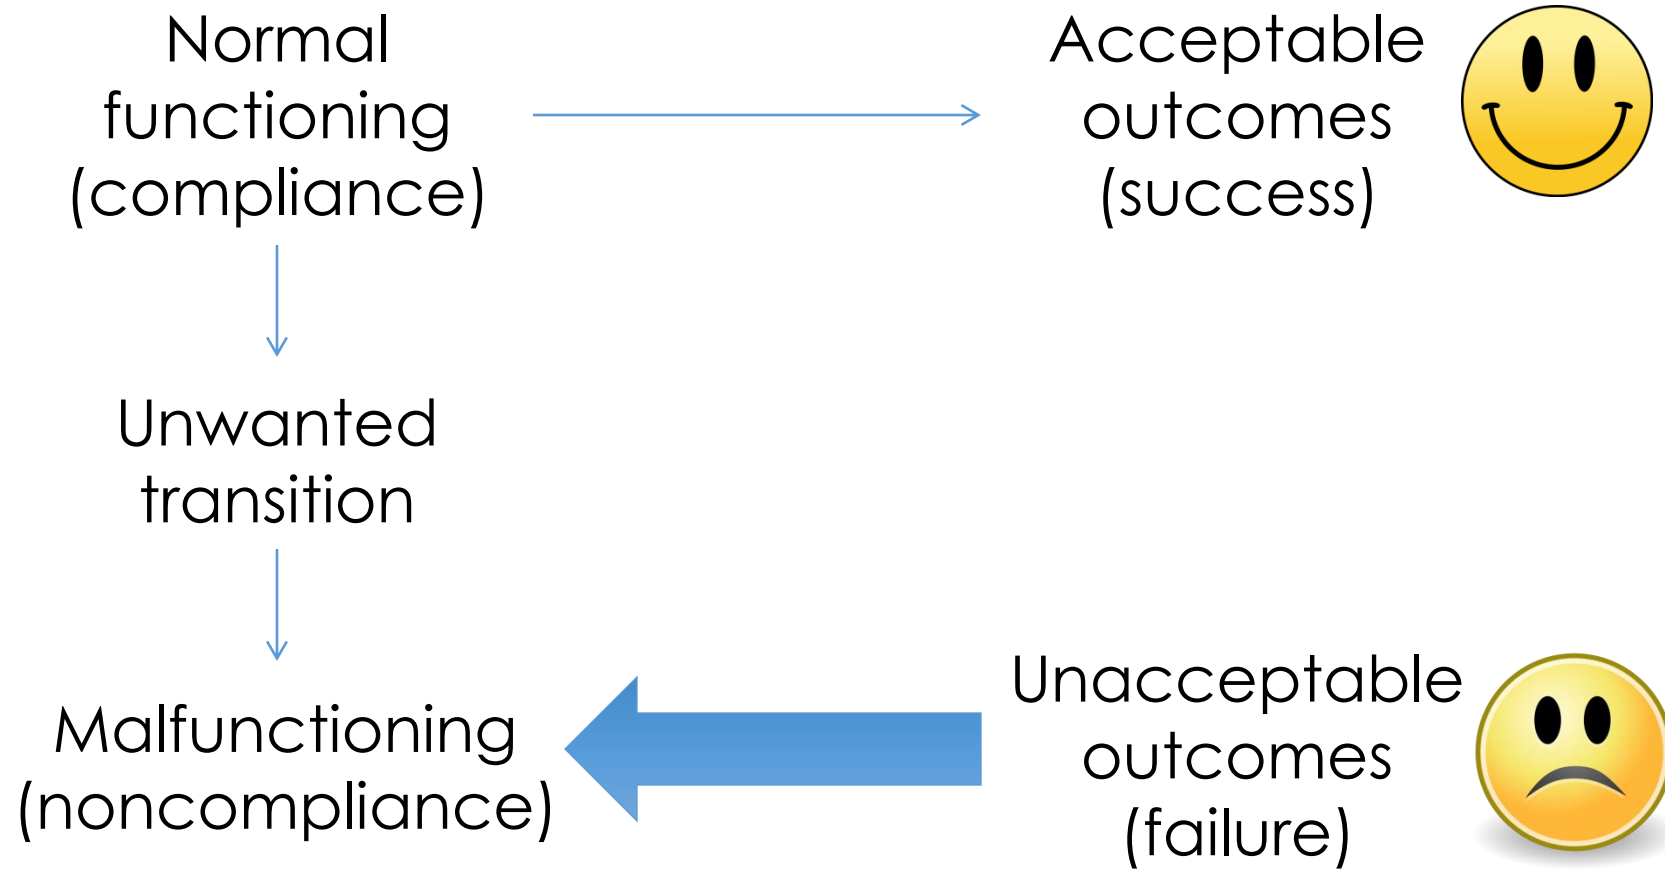 Normal
functioning
(compliance)
Acceptable
outcomes
(success)
Unwanted
transition
Malfunctioning
(noncompliance)
Unacceptable
outcomes
(failure)